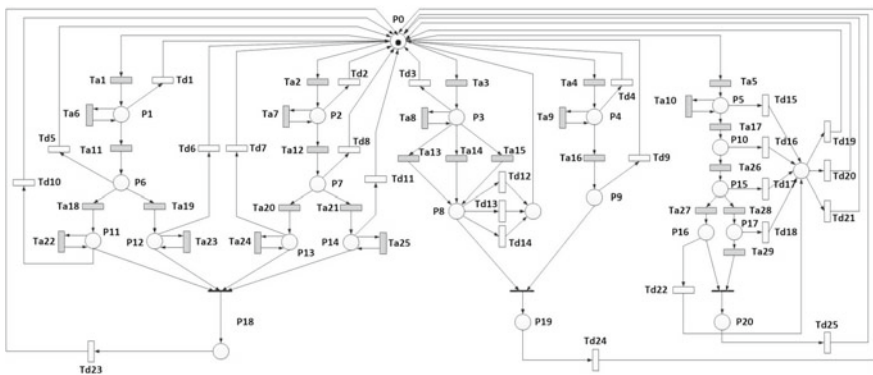 P0
Ta1
Td1
Ta2
Td2
Td3
Ta3
Ta4
Td4
Ta5
Ta6
P1
Ta7
P2
Ta8
P3
Ta9
P4
Ta10
P5
Td15
Td5
Ta11
Td6
Td7
Ta12
Td8
Ta13
Ta14
Ta15
Ta16
Td9
Ta17
P10
Td16
Td19
Td10
P6
P7
Td11
Td12
Ta26
Td20
Ta18
Ta19
Ta20
Ta21
P8
Td13
P9
P15
Td17
Td21
Ta22
P11
P12
Ta23
Ta24
P13
P14
Ta25
Td14
Ta27
Ta28
P16
P17
Td18
Ta29
Td22
P18
P19
P20
Td25
Td23
Td24